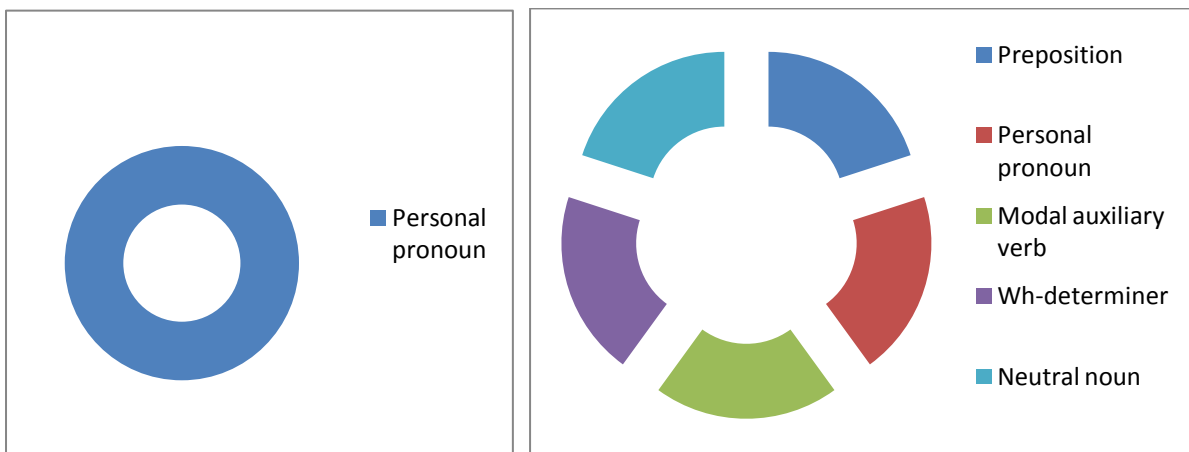 Personal
pronoun
Preposition
Personal
pronoun
Modal auxiliary
verb
Wh-determiner
Neutral noun